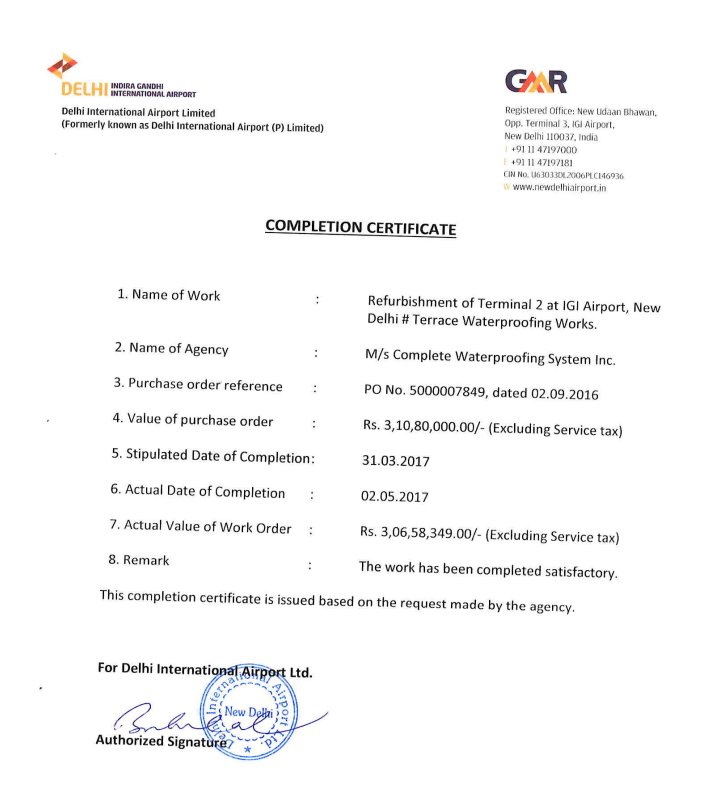 DELHI INDIRA GANDHI
INTERNATIONAL AIRPORT
Delhi International Airport Limited
(Formerly known as Delhi International Airport (P) Limited)
GMR
Registered Office: New Udaan Bhawan,
Opp. Terminal 3, IGI Airport,
New Delhi 110037, India
T +91 11 47197000
F +91 11 47197181
CIN No. U63033DL2006PLC146936
W www.newdelhiairport.in
COMPLETION CERTIFICATE
1. Name of Work : Refurbishment of Terminal 2 at IGI Airport, New
Delhi # Terrace Waterproofing Works.
2. Name of Agency : M/s Complete Waterproofing System Inc.
3. Purchase order reference : PO No. 5000007849, dated 02.09.2016
4. Value of purchase order : Rs. 3,10,80,000.00/- (Excluding Service tax)
5. Stipulated Date of Completion: 31.03.2017
6. Actual Date of Completion : 02.05.2017
7. Actual Value of Work Order : Rs. 3,06,58,349.00/- (Excluding Service tax)
8. Remark : The work has been completed satisfactory.
This completion certificate is issued based on the request made by the agency.
For Delhi International Airport Ltd.
Delhi International Airport Ltd.
New Delhi
Authorized Signature